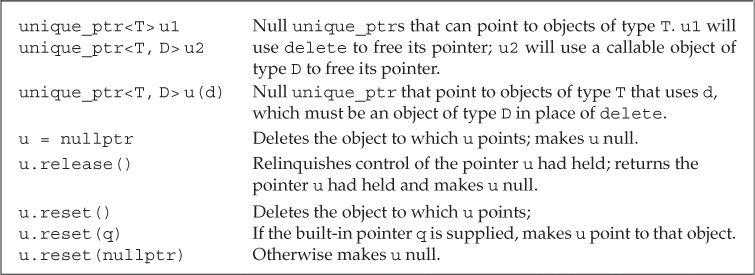 unique_ptr<T> u1 Null unique_ptrs that can point to objects of type T. u1 will
unique_ptr<T, D> u2 use delete to free its pointer; u2 will use a callable object of
type D to free its pointer.
unique_ptr<T, D> u(d) Null unique_ptr that point to objects of type T that uses d,
which must be an object of type D in place of delete.
u = nullptr Deletes the object to which u points; makes u null.
u.release() Relinquishes control of the pointer u had held; returns the
pointer u had held and makes u null.
u.reset() Deletes the object to which u points;
u.reset(q) If the built-in pointer q is supplied, makes u point to that object.
u.reset(nullptr) Otherwise makes u null.